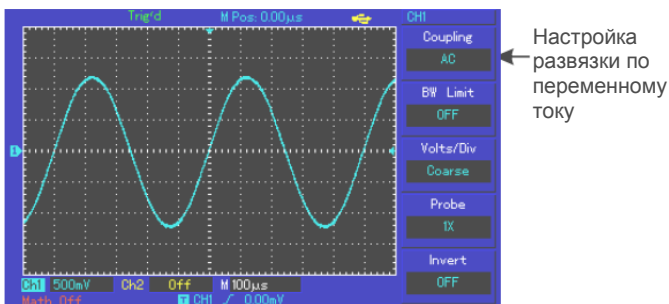 Trig'd M Pos: 0.00μs CH1
Coupling
AC
BW Limit
OFF
Volts/Div
Coarse
Probe
1X
Invert
OFF
1
Ch1 500mV Ch2 Off M 100μs
Math Off T CH1 0.00mV
Настройка
развязки по
переменному
току